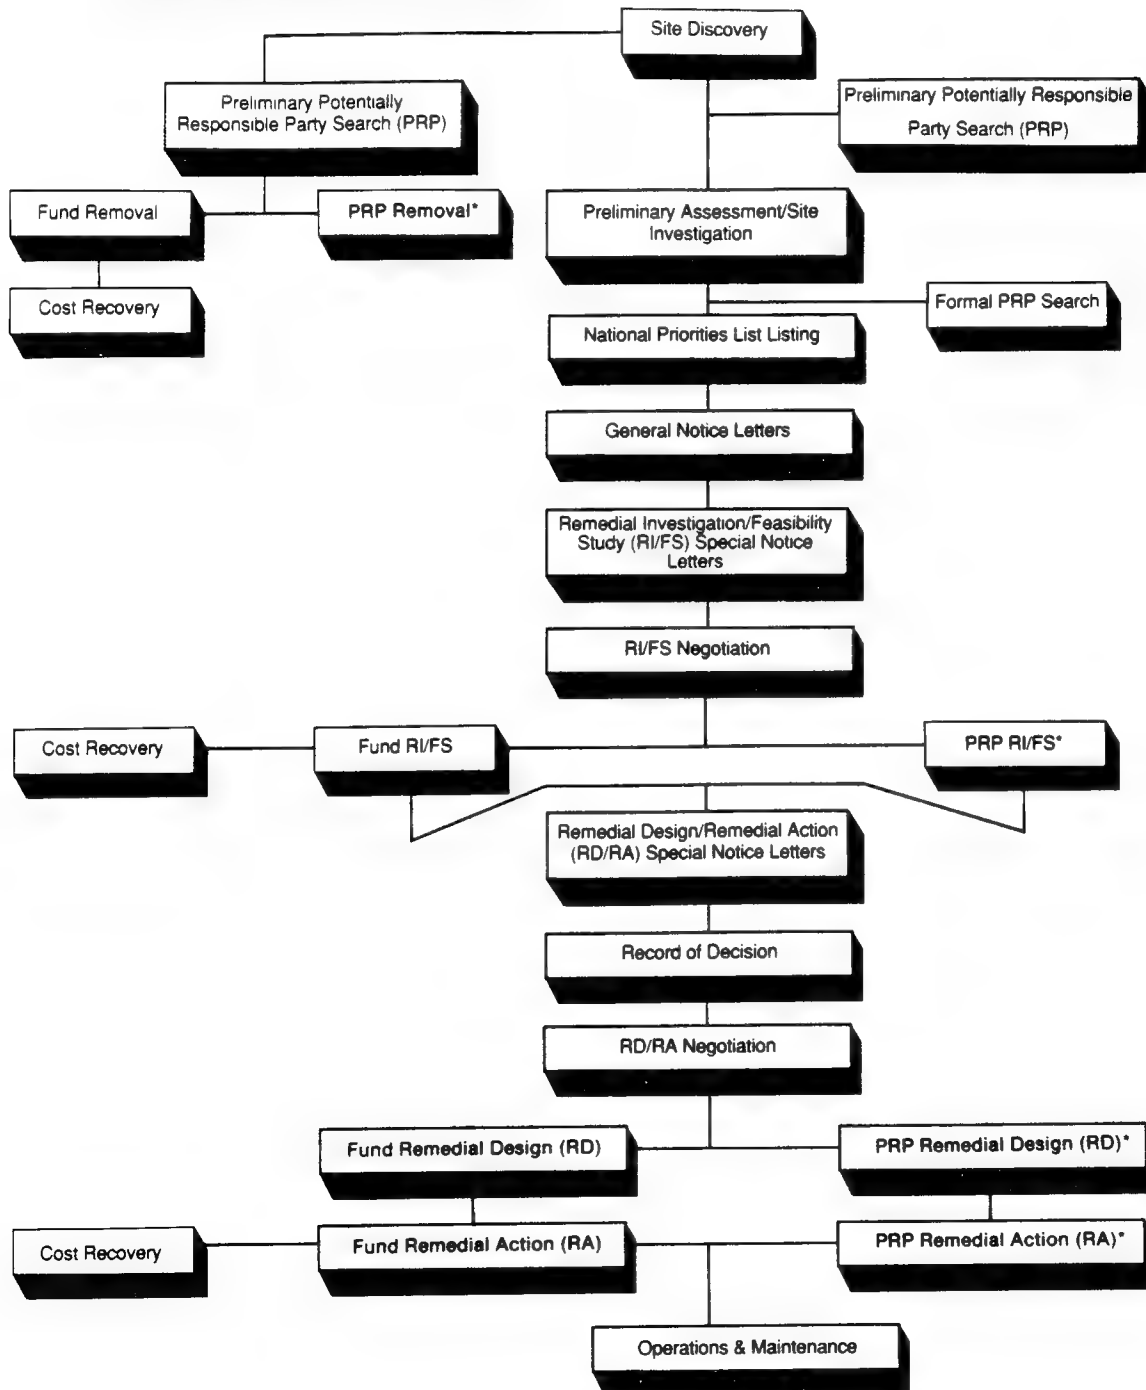 Site Discovery
Preliminary Potentially
Responsible Party Search (PRP)
Preliminary Potentially Responsible
Party Search (PRP)
Fund Removal
PRP Removal*
Preliminary Assessment/Site
Investigation
Cost Recovery
Formal PRP Search
National Priorities List Listing
General Notice Letters
Remedial Investigation/Feasibility
Study (RI/FS) Special Notice
Letters
RI/FS Negotiation
Cost Recovery
Fund RI/FS
PRP RI/FS*
Remedial Design/Remedial Action
(RD/RA) Special Notice Letters
Record of Decision
RD/RA Negotiation
Fund Remedial Design (RD)
PRP Remedial Design (RD)*
Cost Recovery
Fund Remedial Action (RA)
PRP Remedial Action (RA)*
Operations & Maintenance